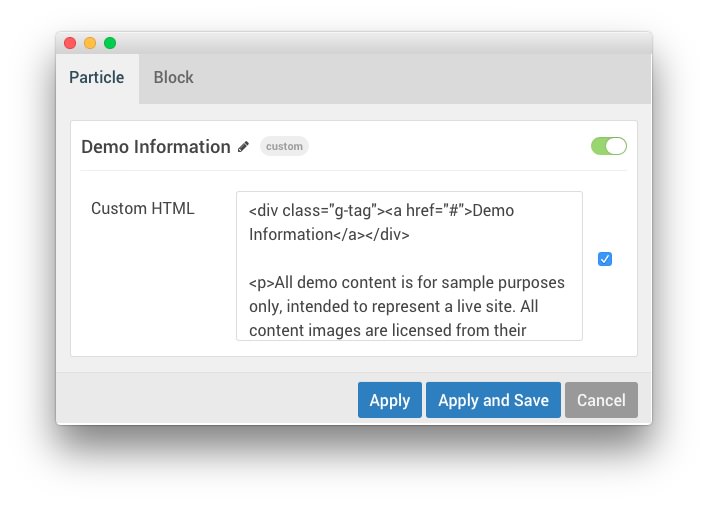 Particle Block
Demo Information custom
Custom HTML
<div class="g-tag"><a href="#">Demo
Information</a></div>
<p>All demo content is for sample purposes
only, intended to represent a live site. All
content images are licensed from their
Apply Apply and Save Cancel